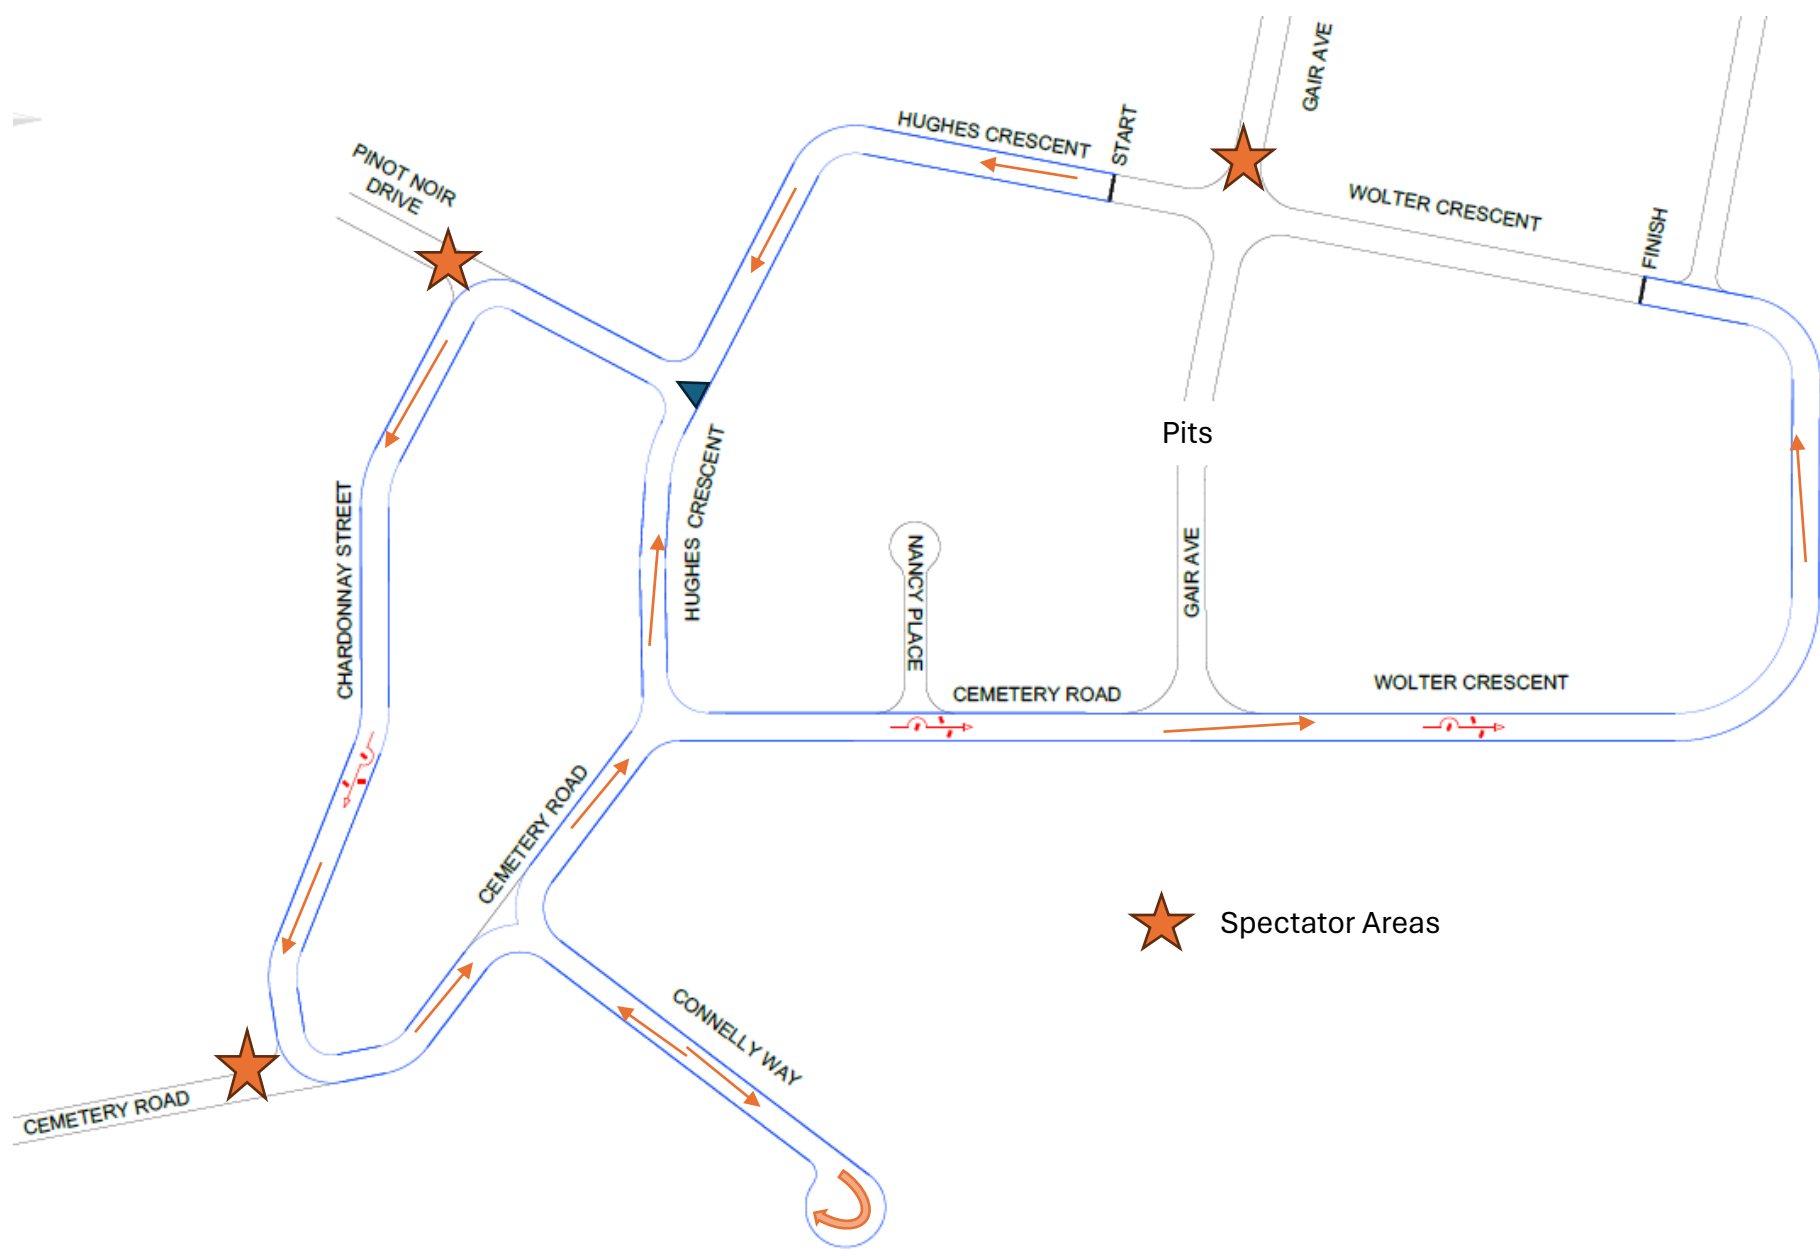 GAIR AVE
HUGHES CRESCENT
START
PINOT NOIR
DRIVE
WOLTER CRESCENT
FINISH
Pits
HUGHES CRESCENT
CHARDONNAY STREET
NANCY PLACE
GAIR AVE
CEMETERY ROAD
WOLTER CRESCENT
CEMETERY ROAD
Spectator Areas
CONNELLY WAY
CEMETERY ROAD